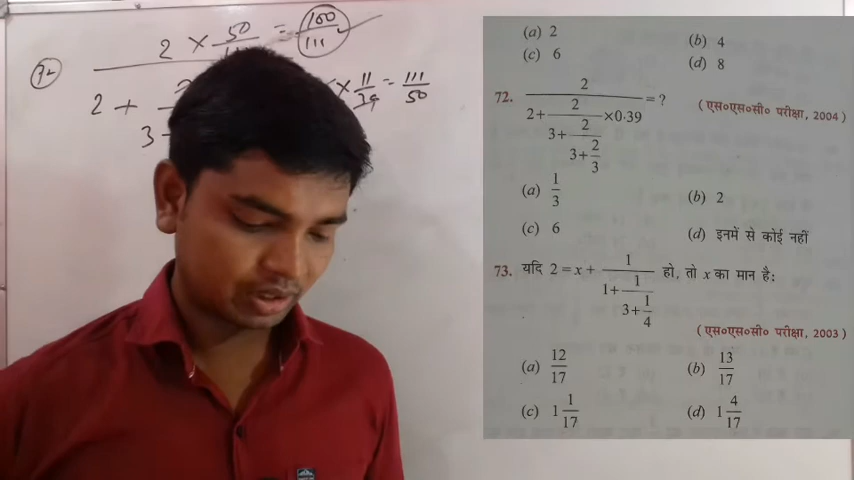 2 × 50 = 100/111
72
2 +
3
× 11/39 = 111/50
(a) 2
(b) 4
(c) 6
(d) 8
72. 2/(2+2/(3+2/(3+2/3))×0·39) = ?
(एस०एस०सी० परीक्षा, 2004)
(a) 1/3
(b) 2
(c) 6
(d) इनमें से कोई नहीं
73. यदि 2 = x + 1/(1+1/(3+1/4)) हो, तो x का मान है:
(एस०एस०सी० परीक्षा, 2003)
(a) 12/17
(b) 13/17
(c) 1 1/17
(d) 1 4/17